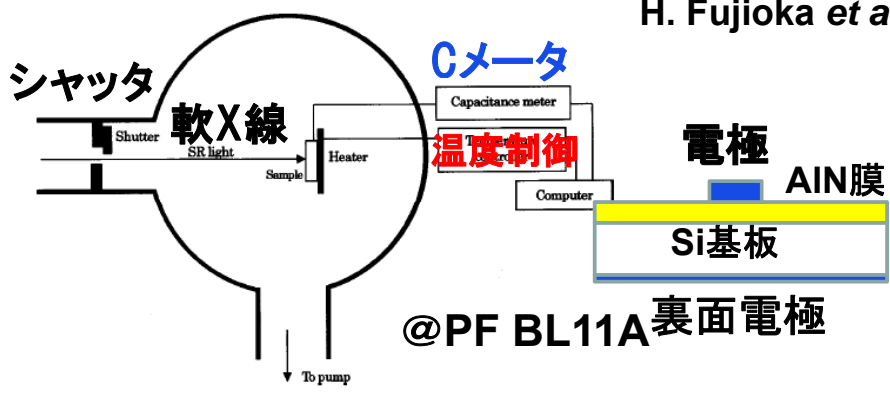 H. Fujioka et a
シャッタ
Cメータ
Capacitance meter
軟X線
Shutter
SR light
Sample
Heater
温度制御
Computer
電極
AlN膜
Si基板
裏面電極
@PF BL11A
To pump